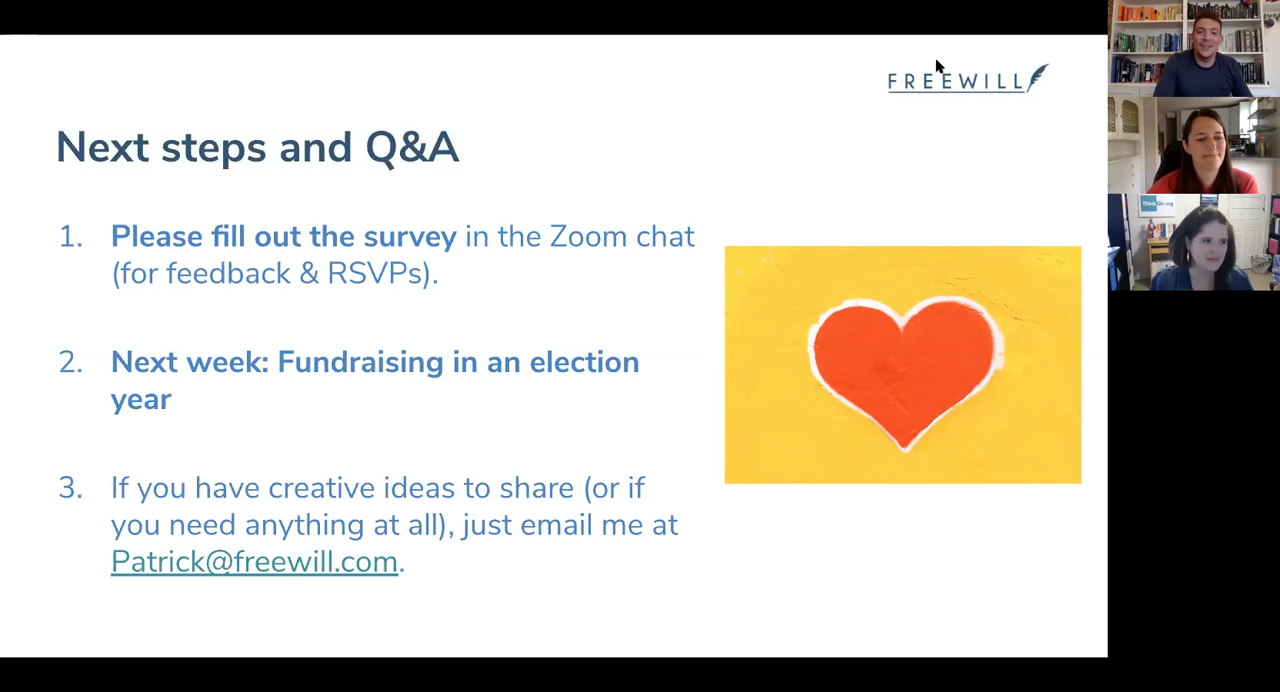 FREEWILL
Next steps and Q&A
1. Please fill out the survey in the Zoom chat
(for feedback & RSVPs).
2. Next week: Fundraising in an election
year
3. If you have creative ideas to share (or if
you need anything at all), just email me at
Patrick@freewill.com.
ThinkGiving